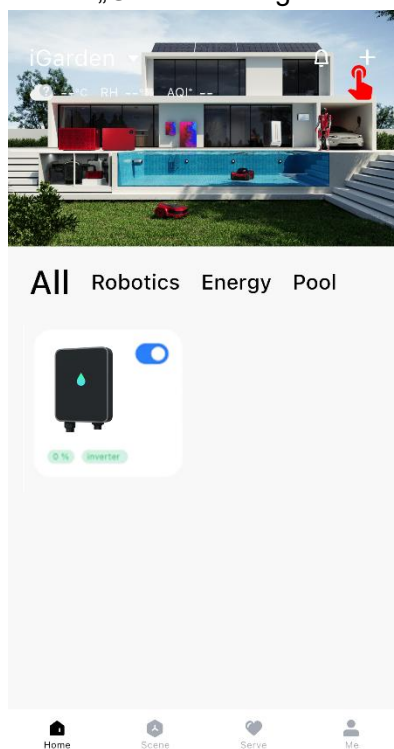 iGarden
--°C RH --% AQI* --
All Robotics Energy Pool
0 % inverter
Home Scene Serve Me